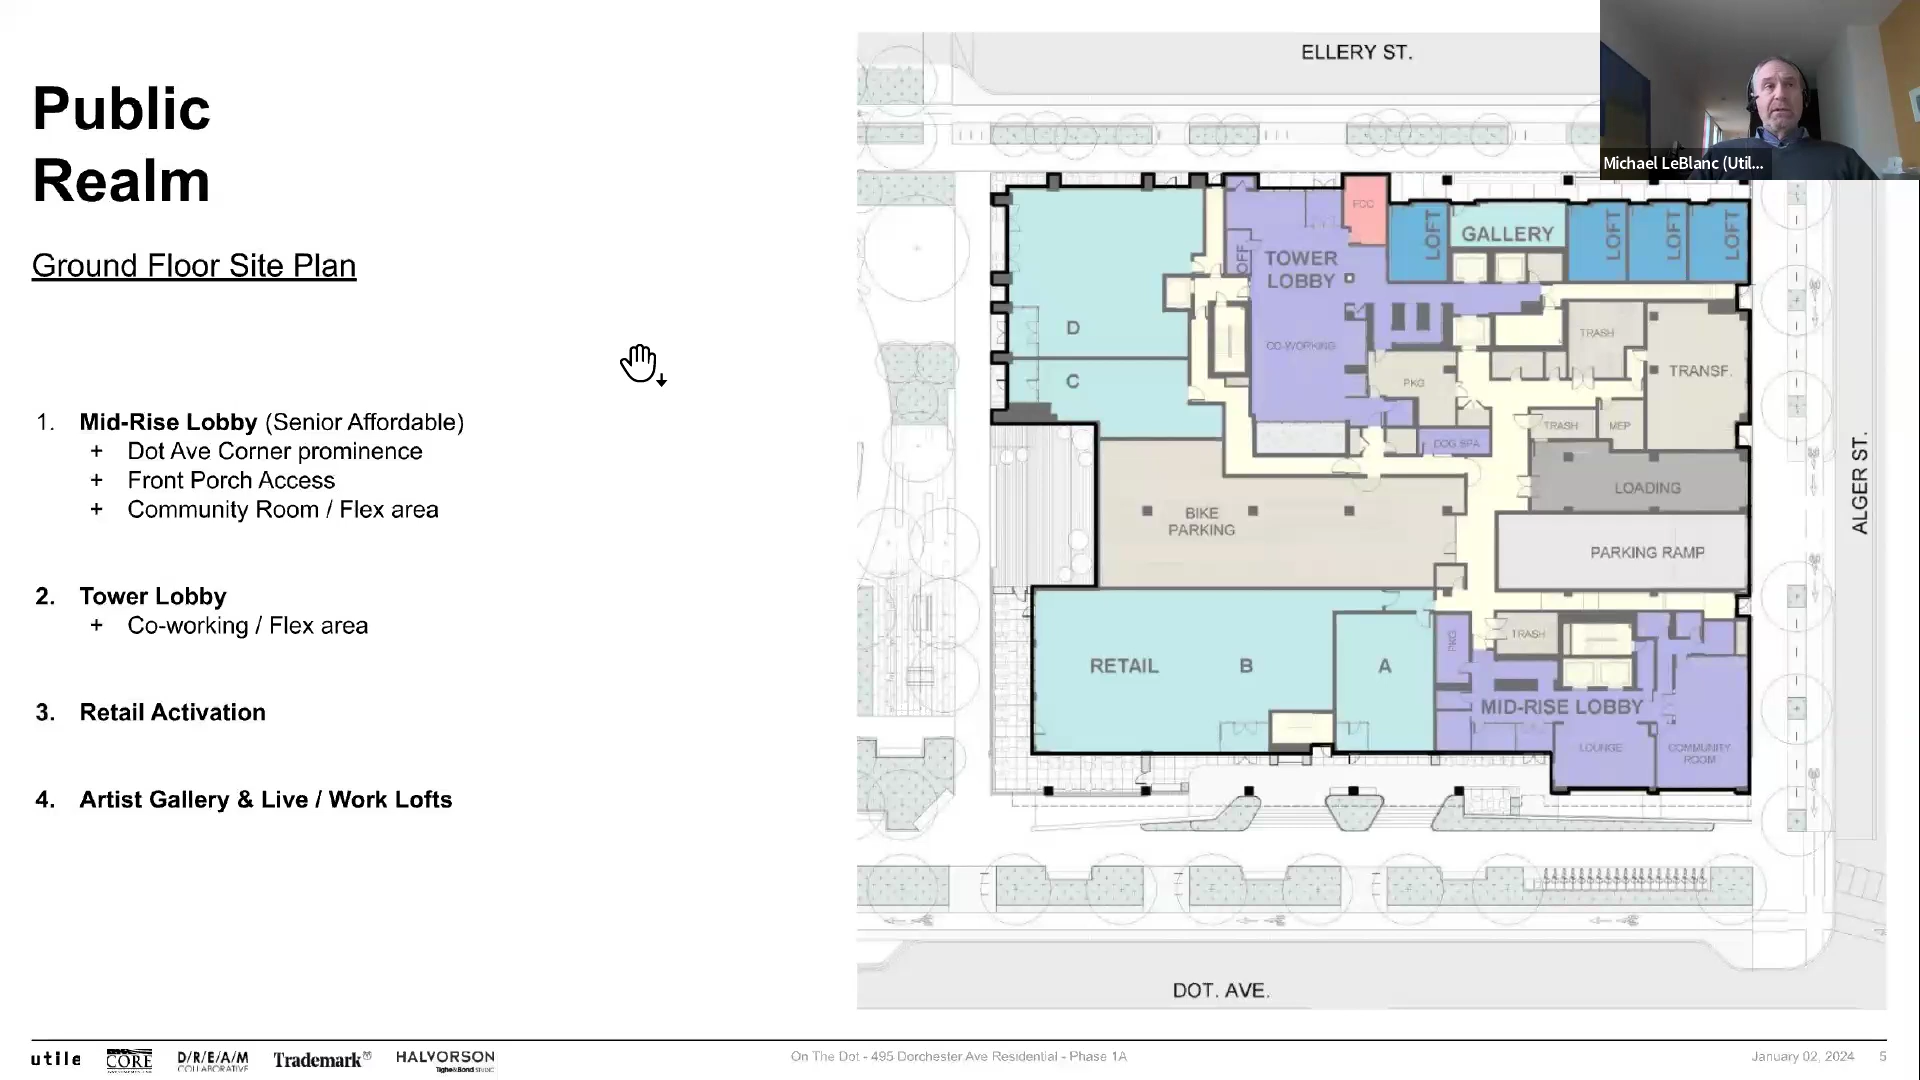 Public
Realm
Ground Floor Site Plan
1. Mid-Rise Lobby (Senior Affordable)
+ Dot Ave Corner prominence
+ Front Porch Access
+ Community Room / Flex area
2. Tower Lobby
+ Co-working / Flex area
3. Retail Activation
4. Artist Gallery & Live / Work Lofts
ELLERY ST.
Michael LeBlanc (Util...
FCC
LOFT
GALLERY
LOFT
LOFT
LOFT
OFF
TOWER
LOBBY
D
CO-WORKING
TRASH
TRANSF.
C
PKG
TRASH
MEP
DOG SPA
LOADING
BIKE
PARKING
PARKING RAMP
ALGER ST.
PKG
TRASH
RETAIL
B
A
MID-RISE LOBBY
LOUNGE
COMMUNITY
ROOM
DOT. AVE.
utile
CORE
D/R/E/A/M
COLLABORATIVE
Trademark
HALVORSON
Tighe&Bond STUDIO
On The Dot - 495 Dorchester Ave Residential - Phase 1A
January 02, 2024
5